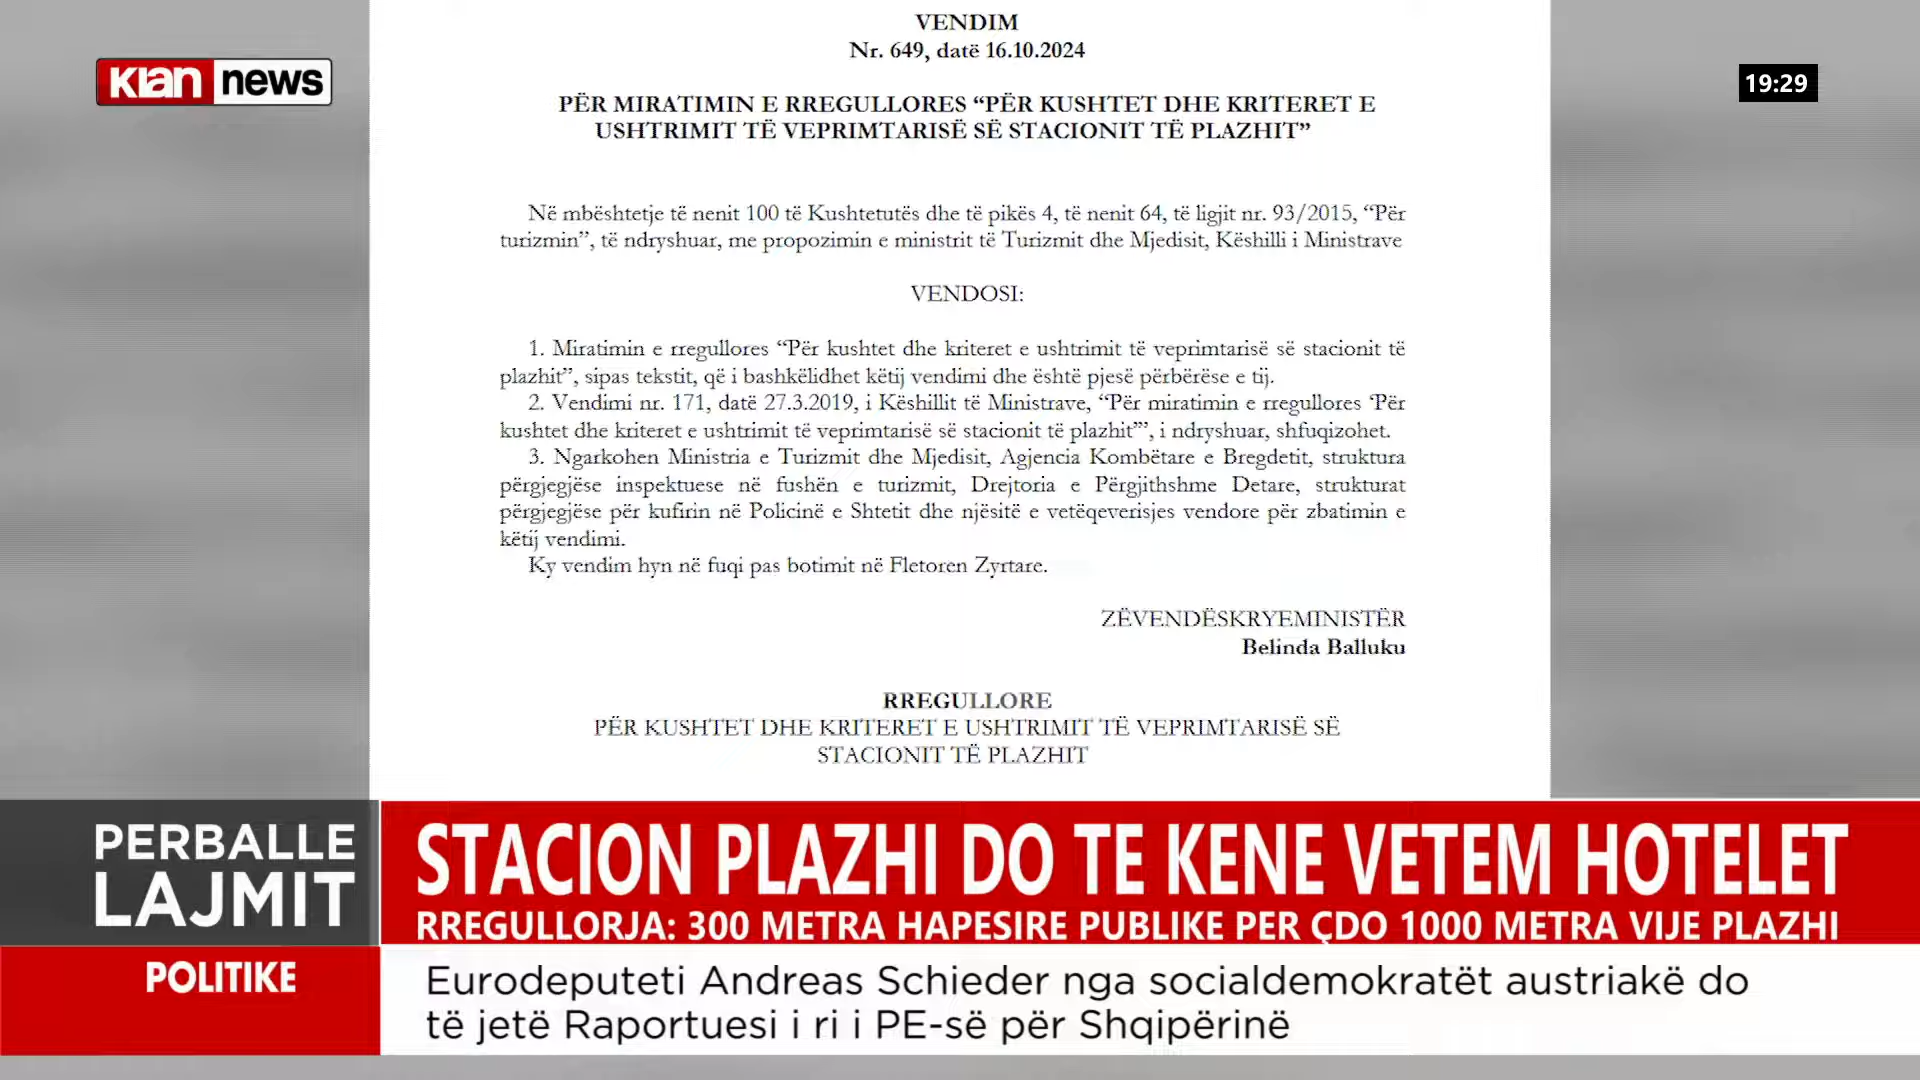 VENDIM
Nr. 649, datë 16.10.2024
klan news
19:29
PËR MIRATIMIN E RREGULLORES “PËR KUSHTET DHE KRITERET E
USHTRIMIT TË VEPRIMTARISË SË STACIONIT TË PLAZHIT”
Në mbështetje të nenit 100 të Kushtetutës dhe të pikës 4, të nenit 64, të ligjit nr. 93/2015, “Për
turizmin”, të ndryshuar, me propozimin e ministrit të Turizmit dhe Mjedisit, Këshilli i Ministrave
VENDOSI:
1. Miratimin e rregullores “Për kushtet dhe kriteret e ushtrimit të veprimtarisë së stacionit të
plazhit”, sipas tekstit, që i bashkëlidhet këtij vendimi dhe është pjesë përbërëse e tij.
2. Vendimi nr. 171, datë 27.3.2019, i Këshillit të Ministrave, “Për miratimin e rregullores ‘Për
kushtet dhe kriteret e ushtrimit të veprimtarisë së stacionit të plazhit’”, i ndryshuar, shfuqizohet.
3. Ngarkohen Ministria e Turizmit dhe Mjedisit, Agjencia Kombëtare e Bregdetit, struktura
përgjegjëse inspektuese në fushën e turizmit, Drejtoria e Përgjithshme Detare, strukturat
përgjegjëse për kufirin në Policinë e Shtetit dhe njësitë e vetëqeverisjes vendore për zbatimin e
këtij vendimi.
Ky vendim hyn në fuqi pas botimit në Fletoren Zyrtare.
ZËVENDËSKRYEMINISTËR
Belinda Balluku
RREGULLORE
PËR KUSHTET DHE KRITERET E USHTRIMIT TË VEPRIMTARISË SË
STACIONIT TË PLAZHIT
PERBALLE
LAJMIT
STACION PLAZHI DO TE KENE VETEM HOTELET
RREGULLORJA: 300 METRA HAPESIRE PUBLIKE PER ÇDO 1000 METRA VIJE PLAZHI
POLITIKE
Eurodeputeti Andreas Schieder nga socialdemokratët austriakë do
të jetë Raportuesi i ri i PE-së për Shqipërinë